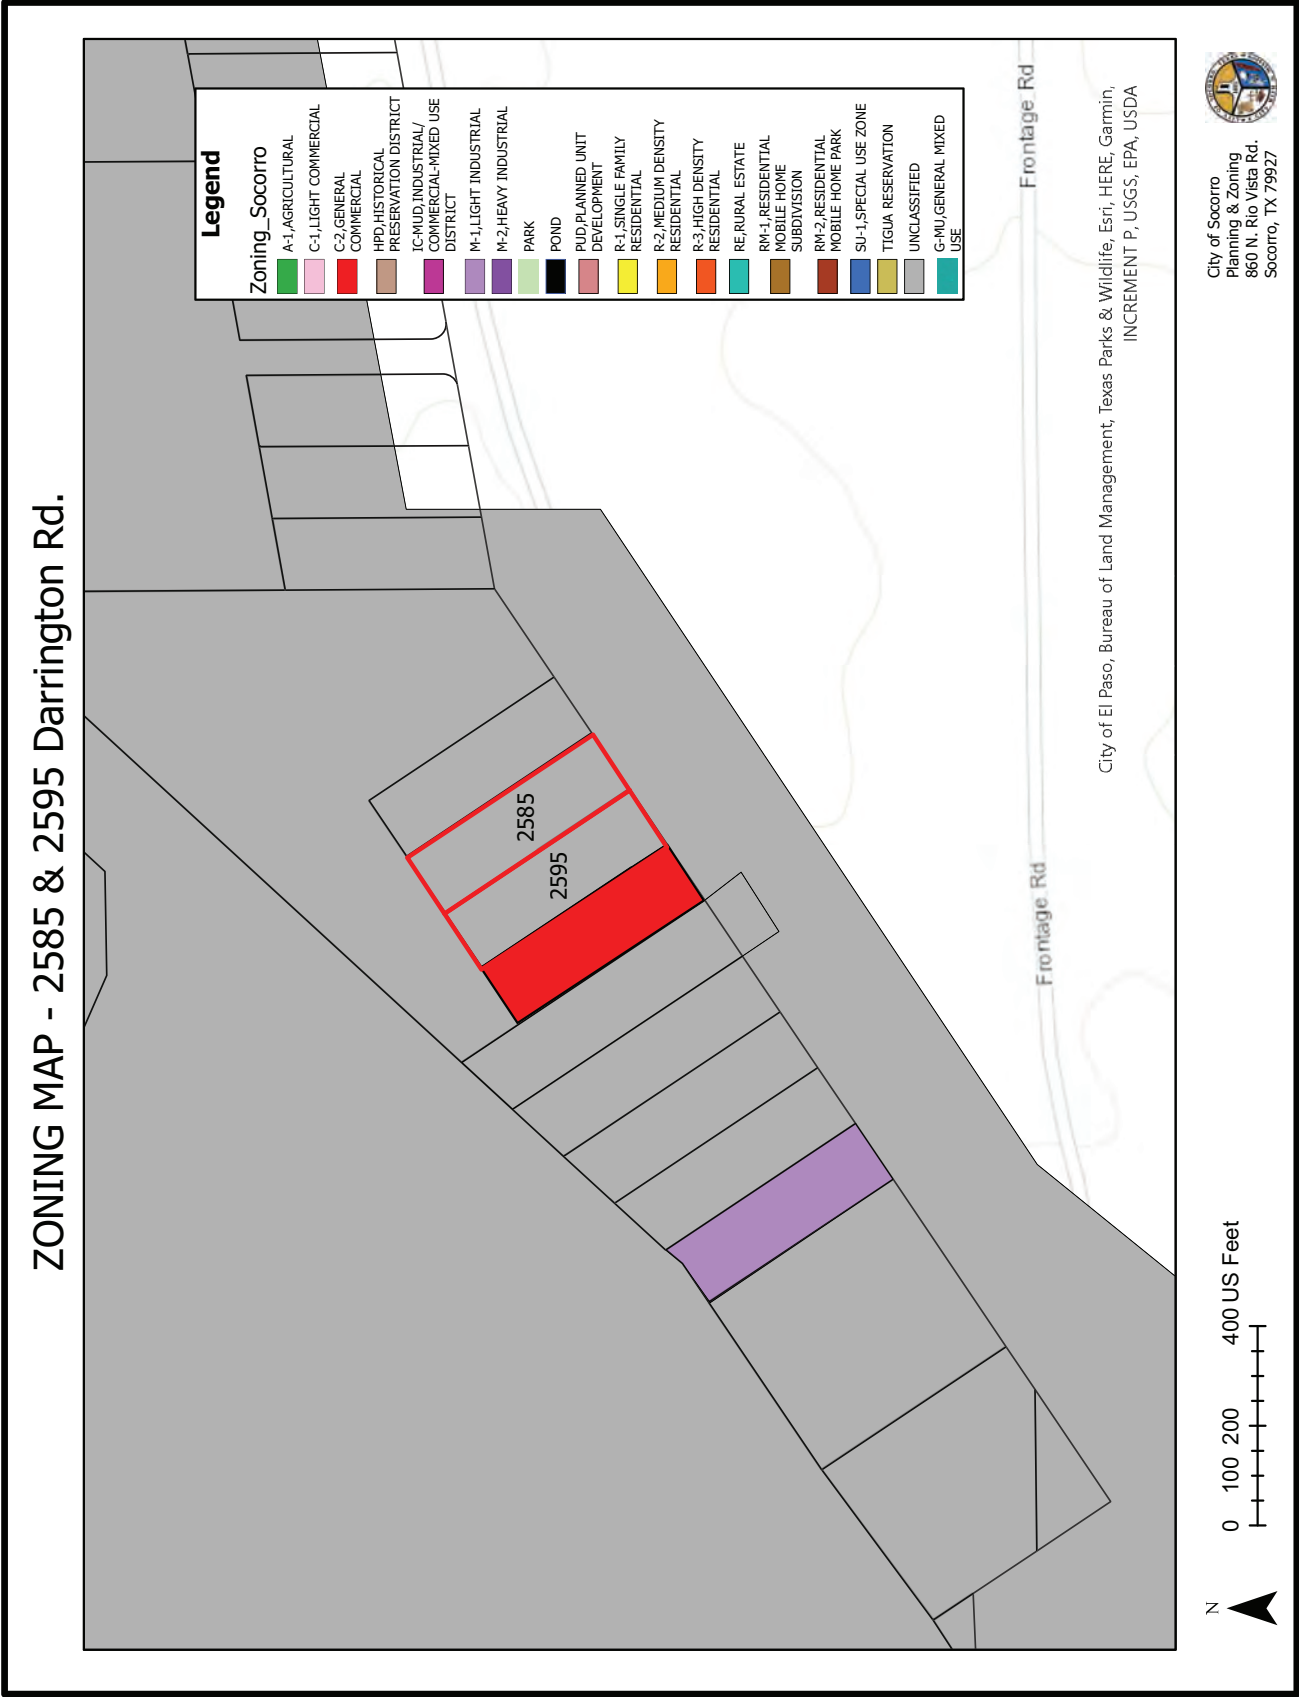 ZONING MAP - 2585 & 2595 Darrington Rd.
2585
2595
Frontage Rd
Frontage Rd
Legend
Zoning_Socorro
A-1,AGRICULTURAL
C-1,LIGHT COMMERCIAL
C-2,GENERAL
COMMERCIAL
HPD,HISTORICAL
PRESERVATION DISTRICT
IC-MUD,INDUSTRIAL/
COMMERCIAL-MIXED USE
DISTRICT
M-1,LIGHT INDUSTRIAL
M-2,HEAVY INDUSTRIAL
PARK
POND
PUD,PLANNED UNIT
DEVELOPMENT
R-1,SINGLE FAMILY
RESIDENTIAL
R-2,MEDIUM DENSITY
RESIDENTIAL
R-3,HIGH DENSITY
RESIDENTIAL
RE,RURAL ESTATE
RM-1,RESIDENTIAL
MOBILE HOME
SUBDIVISION
RM-2,RESIDENTIAL
MOBILE HOME PARK
SU-1,SPECIAL USE ZONE
TIGUA RESERVATION
UNCLASSIFIED
G-MU,GENERAL MIXED
USE
City of El Paso, Bureau of Land Management, Texas Parks & Wildlife, Esri, HERE, Garmin,
INCREMENT P, USGS, EPA, USDA
N
0 100 200 400 US Feet
City of Socorro
Planning & Zoning
860 N. Rio Vista Rd.
Socorro, TX 79927